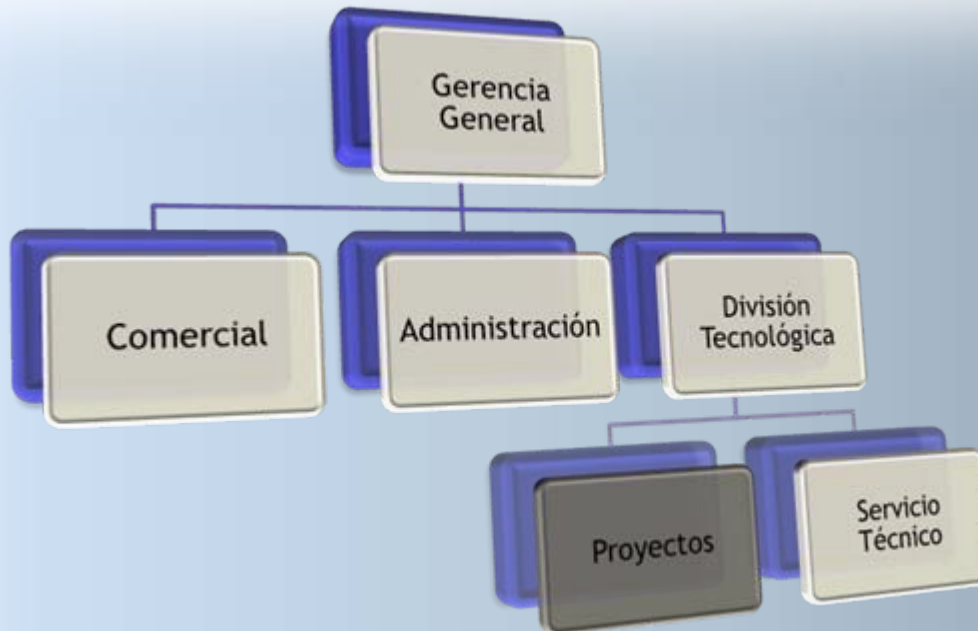 Gerencia
General
Comercial
Administración
División
Tecnológica
Proyectos
Servicio
Técnico